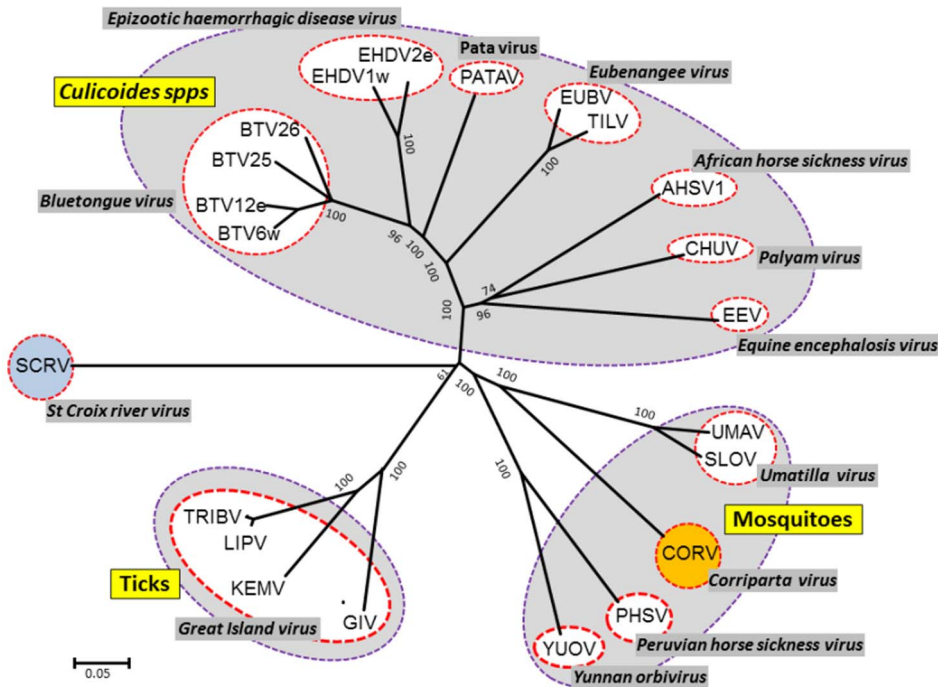 Epizootic haemorrhagic disease virus
EHDV2e
EHDV1w
Pata virus
PATAV
Eubenangee virus
EUBV
TILV
Culicoides spps
BTV26
BTV25
BTV12e
BTV6w
Bluetongue virus
100
100
100
African horse sickness virus
AHSV1
CHUV
Palyam virus
EEV
Equine encephalosis virus
96
100
100
100
74
96
SCRV
St Croix river virus
61
100
100
100
UMAV
SLOV
Umatilla virus
Mosquitoes
CORV
Corriparta virus
100
PHSV
Peruvian horse sickness virus
YUOV
Yunnan orbivirus
100
100
TRIBV
LIPV
KEMV
GIV
Ticks
Great Island virus
0.05